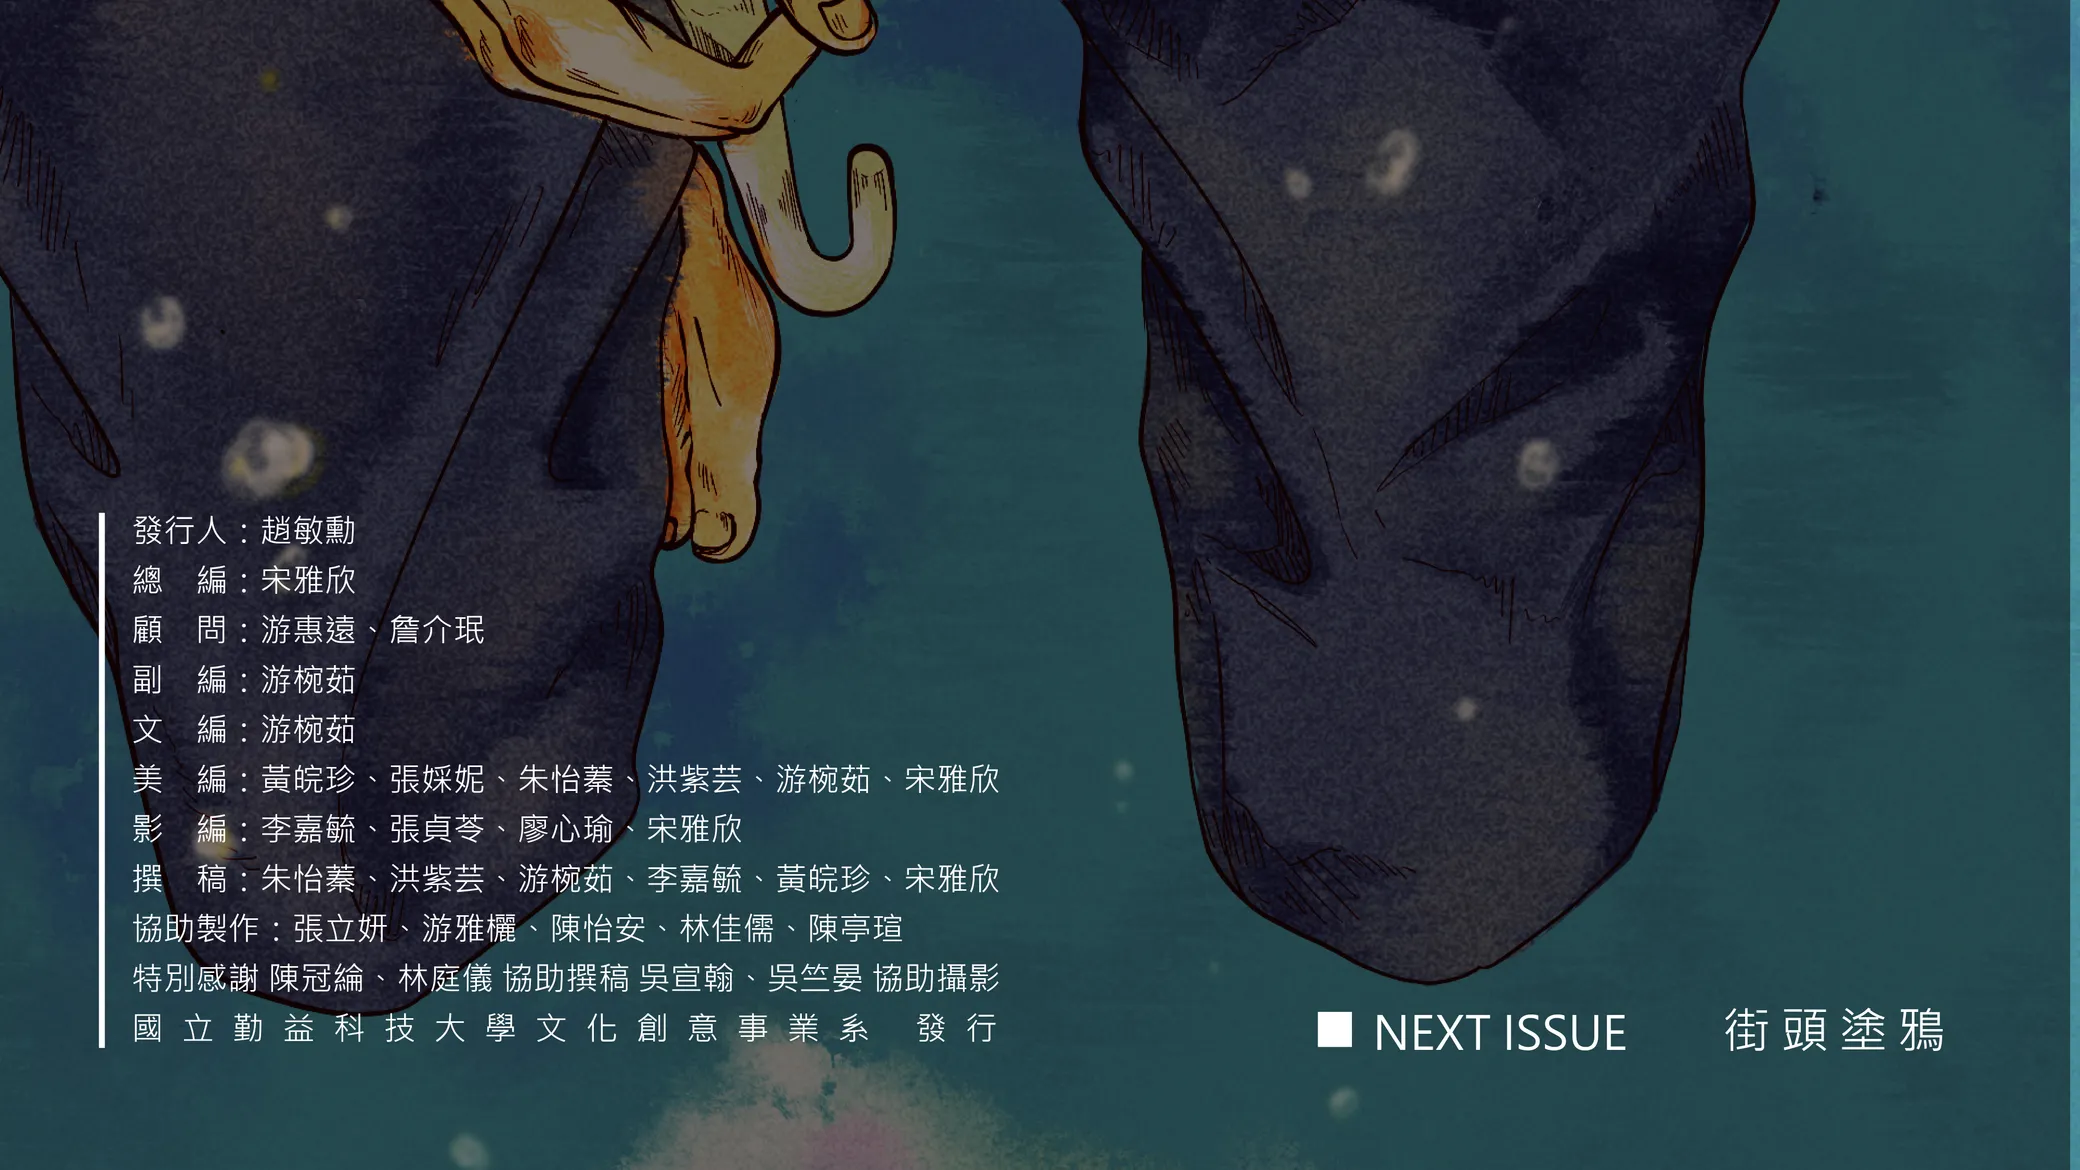 發行人：趙敏勳
總　編：宋雅欣
顧　問：游惠遠、詹介珉
副　編：游椀茹
文　編：游椀茹
美　編：黃皖珍、張婇妮、朱怡蓁、洪紫芸、游椀茹、宋雅欣
影　編：李嘉毓、張貞苓、廖心瑜、宋雅欣
撰　稿：朱怡蓁、洪紫芸、游椀茹、李嘉毓、黃皖珍、宋雅欣
協助製作：張立妍、游雅欐、陳怡安、林佳儒、陳亭瑄
特別感謝 陳冠綸、林庭儀 協助撰稿 吳宣翰、吳竺晏 協助攝影
國立勤益科技大學文化創意事業系　發行
■ NEXT ISSUE　街頭塗鴉